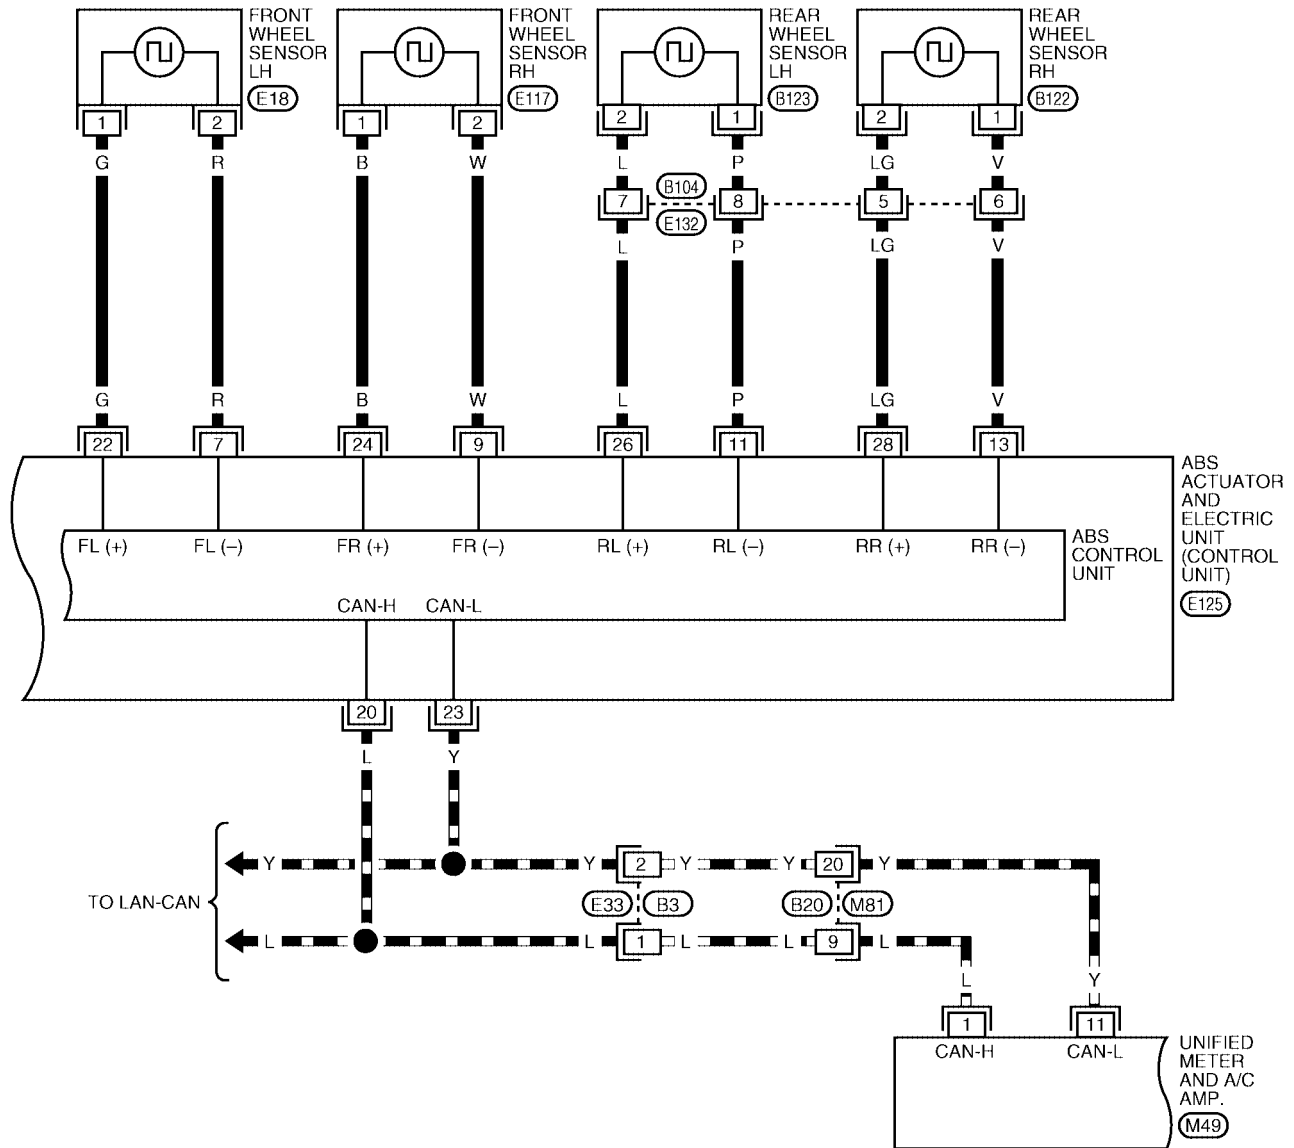 FRONT
WHEEL
SENSOR
LH
E18
FRONT
WHEEL
SENSOR
RH
E117
REAR
WHEEL
SENSOR
LH
B123
REAR
WHEEL
SENSOR
RH
B122
1 2 1 2 2 1 2 1
G R B W L P LG V
7 B104 8 5 6
E132
L P LG V
G R B W L P LG V
22 7 24 9 26 11 28 13
ABS
ACTUATOR
AND
ELECTRIC
UNIT
(CONTROL
UNIT)
E125
FL (+) FL (–) FR (+) FR (–) RL (+) RL (–) RR (+) RR (–)
ABS
CONTROL
UNIT
CAN-H CAN-L
20 23
L Y
Y Y 2 Y Y 20 Y
TO LAN-CAN
E33 B3 B20 M81
L L 1 L L 9 L
L Y
1 11
CAN-H CAN-L
UNIFIED
METER
AND A/C
AMP.
M49